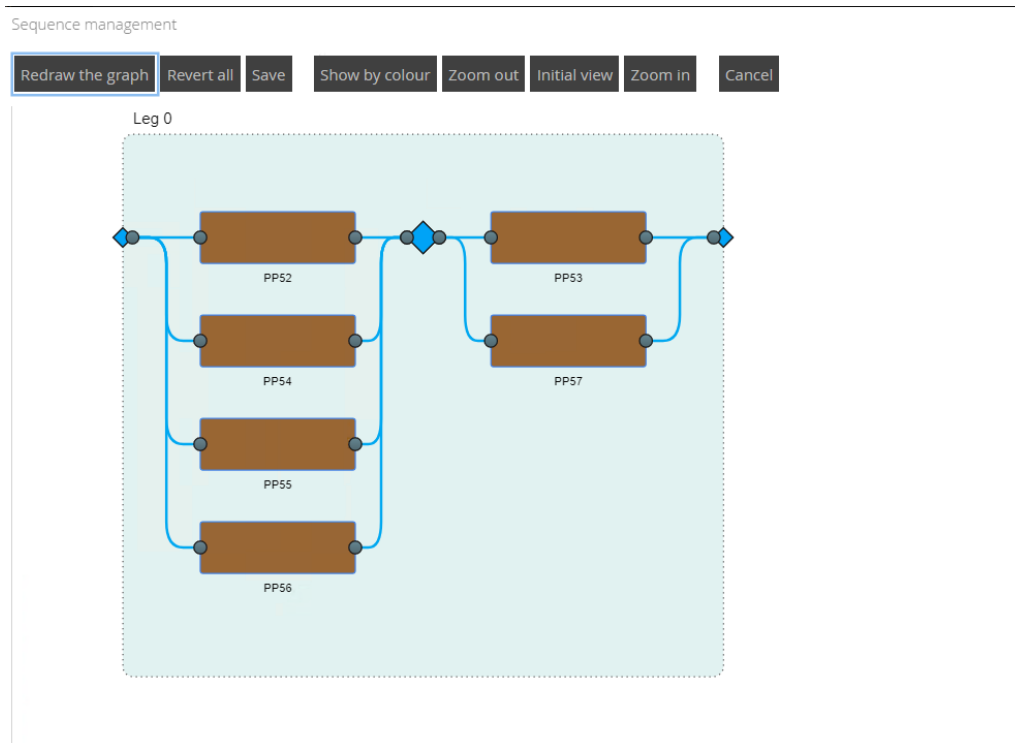 Sequence management
Redraw the graph Revert all Save Show by colour Zoom out Initial view Zoom in Cancel
Leg 0
PP52 PP53
PP54 PP57
PP55
PP56